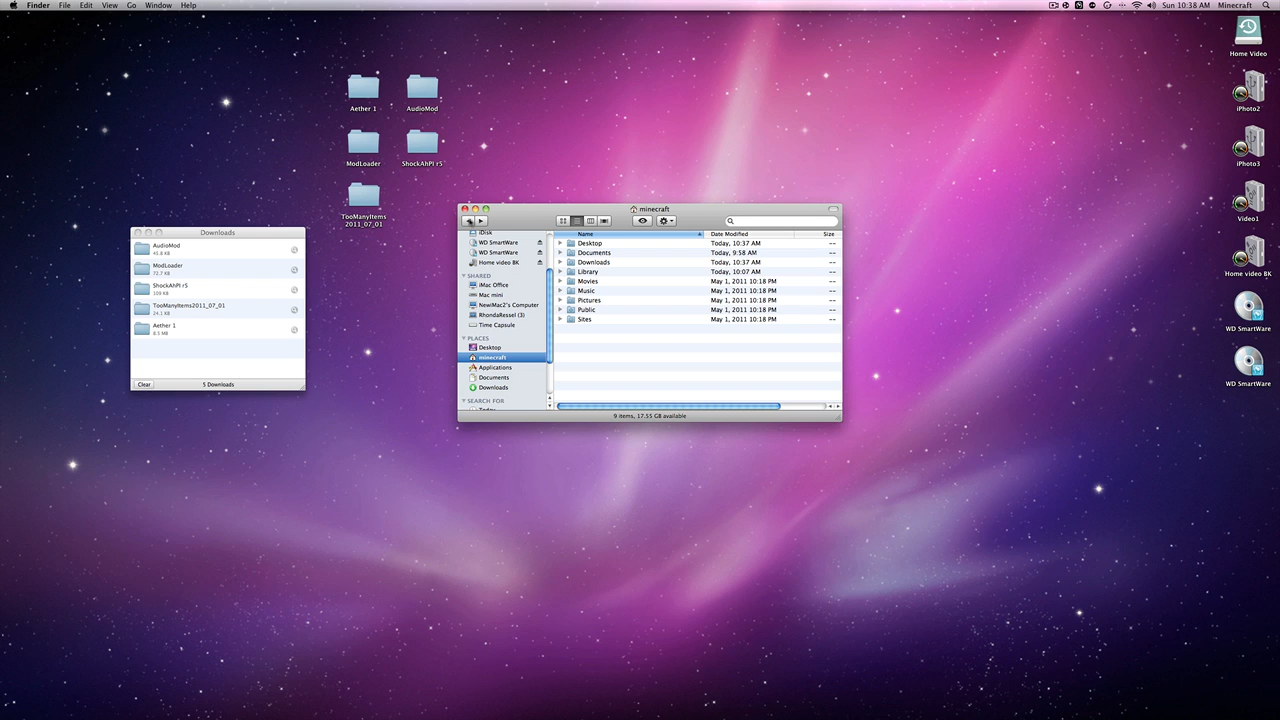 Finder File Edit View Go Window Help
Sun 10:38 AM Minecraft
Home Video
iPhoto2
iPhoto3
Video1
Home video BK
WD SmartWare
WD SmartWare
Aether 1
AudioMod
ModLoader
ShockAhPI r5
TooManyItems
2011_07_01
Downloads
AudioMod
45.8 KB
ModLoader
72.7 KB
ShockAhPI r5
109 KB
TooManyItems2011_07_01
24.1 KB
Aether 1
8.5 MB
Clear
5 Downloads
minecraft
iDisk
WD SmartWare
WD SmartWare
Home video BK
SHARED
iMac Office
Mac mini
NewiMac2's Computer
RhondaRessel (3)
Time Capsule
PLACES
Desktop
minecraft
Applications
Documents
Downloads
SEARCH FOR
Today
Name Date Modified Size
Desktop Today, 10:37 AM --
Documents Today, 9:58 AM --
Downloads Today, 10:37 AM --
Library Today, 10:07 AM --
Movies May 1, 2011 10:18 PM --
Music May 1, 2011 10:18 PM --
Pictures May 1, 2011 10:18 PM --
Public May 1, 2011 10:18 PM --
Sites May 1, 2011 10:18 PM --
9 items, 17.55 GB available